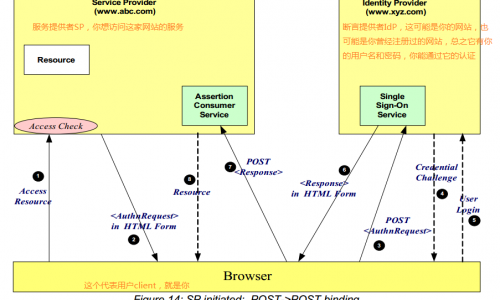 Service Provider
(www.abc.com)
服务提供者SP，你想访问这家网站的服务
Resource
Access Check
Assertion
Consumer
Service
Identity Provider
(www.xyz.com)
断言提供者IdP，这可能是你的网站，也
可能是你曾经注册过的网站，总之它有你
的用户名和密码，你能通过它的认证
Single
Sign-On
Service
1
Access
Resource
<AuthnRequest>
in HTML Form
2
8
Resource
7
POST
<Response>
6
<Response>
in HTML Form
POST
<AuthnRequest>
3
Credential
Challenge
4
User
Login
5
Browser
这个代表用户client，就是你
Figure 14: SP initiated: POST->POST binding